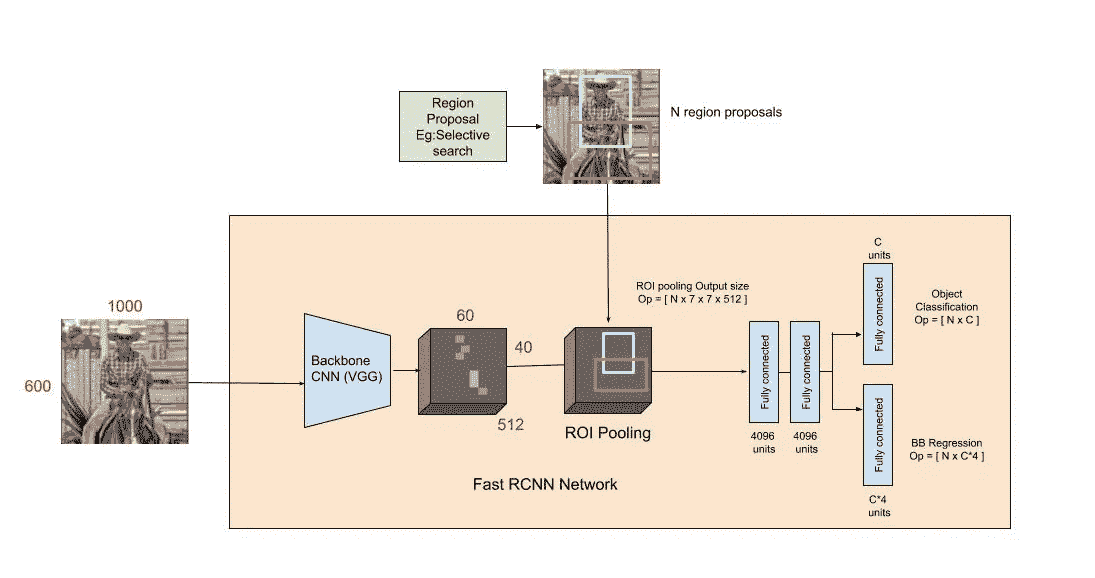 Region
Proposal
Eg:Selective
search
N region proposals
1000
600
Backbone
CNN (VGG)
60
40
512
ROI pooling Output size
Op = [ N x 7 x 7 x 512 ]
ROI Pooling
Fully connected
4096
units
Fully connected
4096
units
C
units
Fully connected
Object
Classification
Op = [ N x C ]
Fully connected
C*4
units
BB Regression
Op = [ N x C*4 ]
Fast RCNN Network